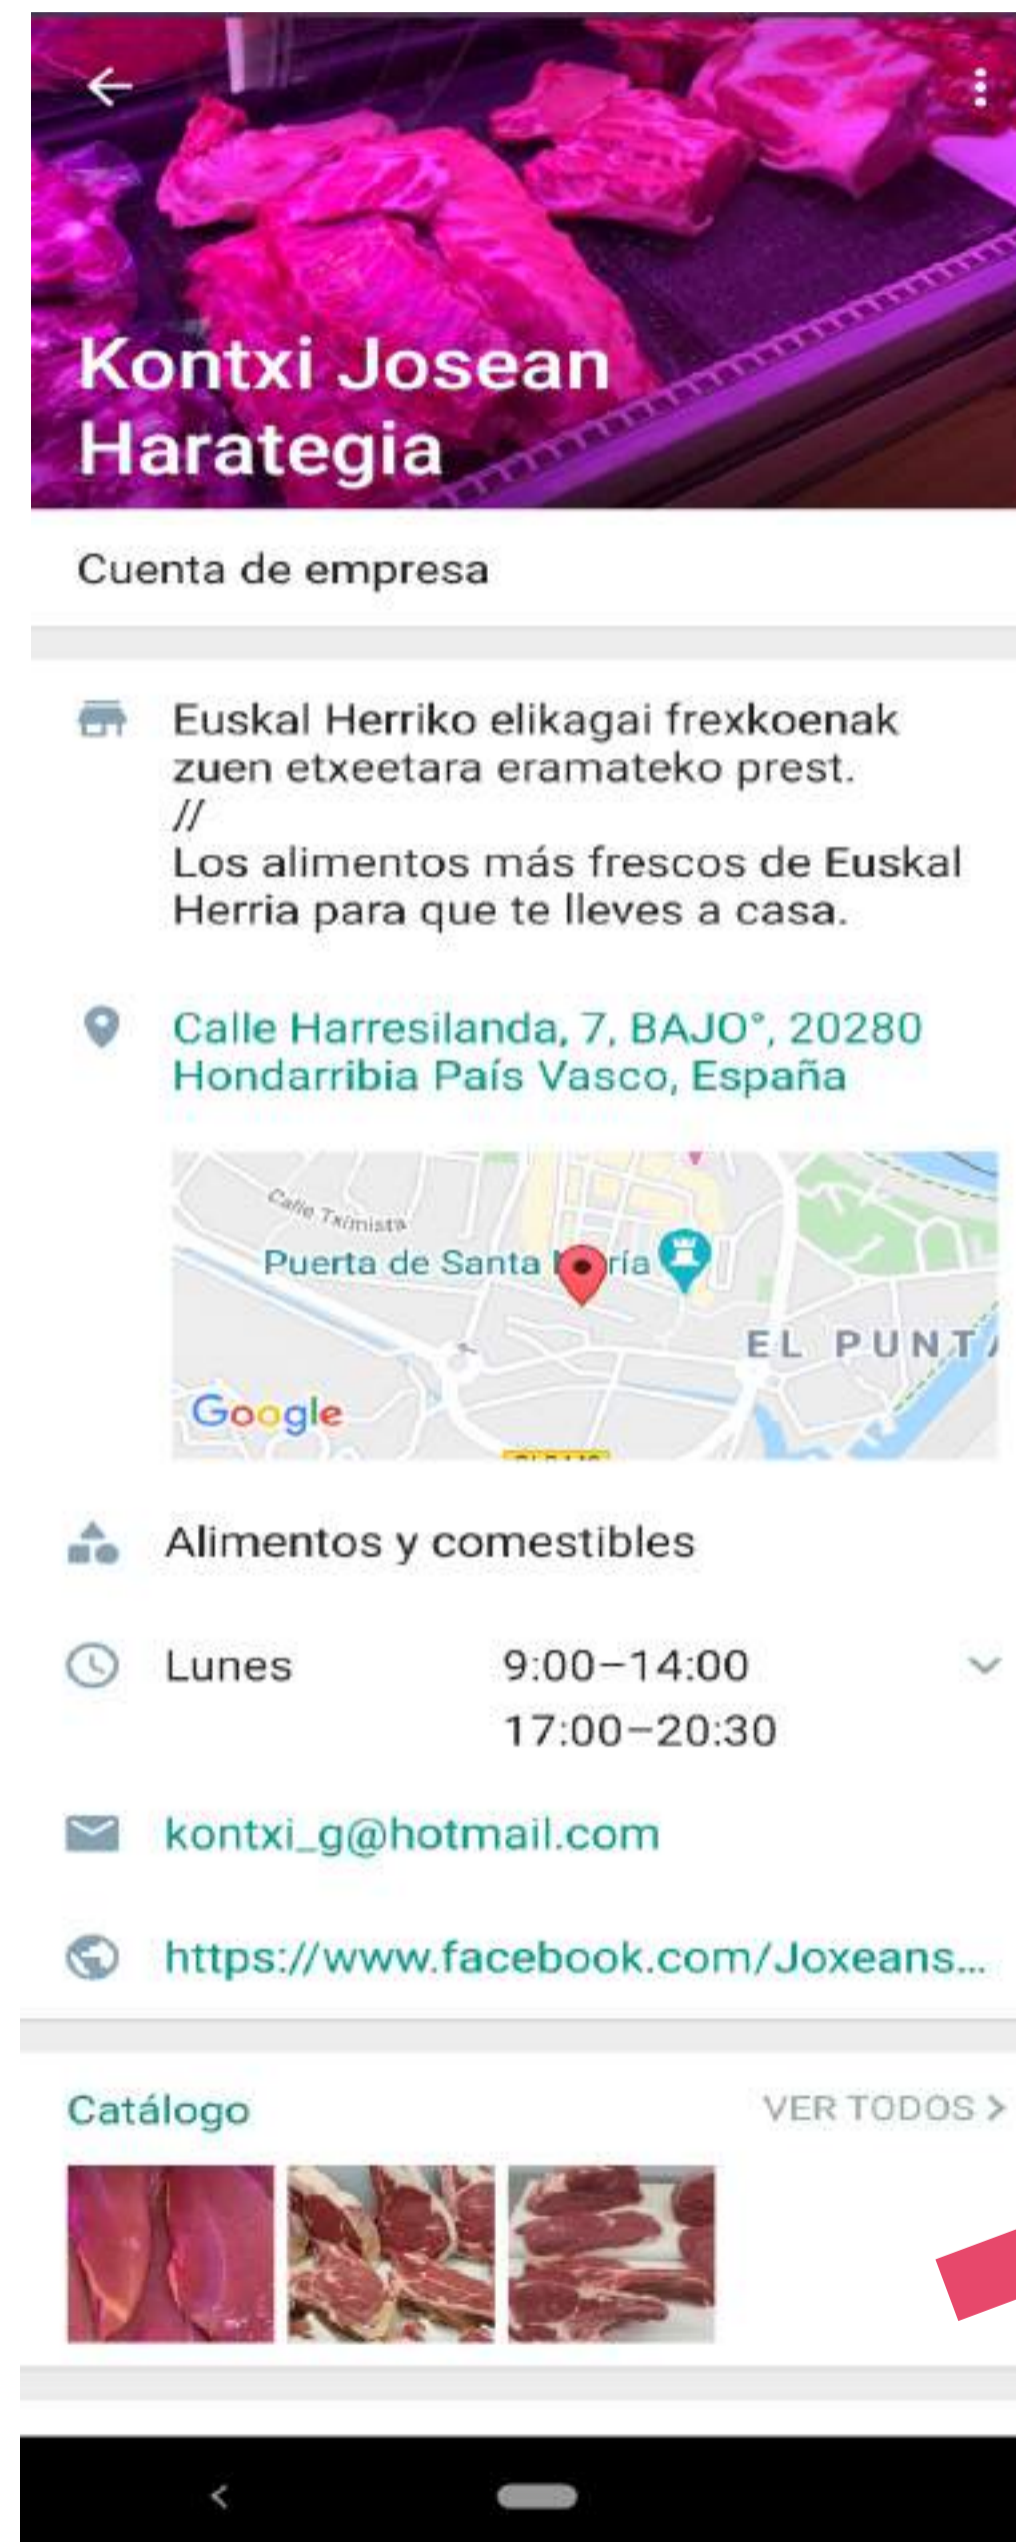 Kontxi Josean
Harategia
Cuenta de empresa
Euskal Herriko elikagai frexkoenak
zuen etxeetara eramateko prest.
//
Los alimentos más frescos de Euskal
Herria para que te lleves a casa.
Calle Harresilanda, 7, BAJO°, 20280
Hondarribia País Vasco, España
Calle Tximista
Puerta de Santa
EL PUNT
Google
Alimentos y comestibles
Lunes 9:00–14:00
17:00–20:30
kontxi_g@hotmail.com
https://www.facebook.com/Joxeans...
Catálogo VER TODOS >